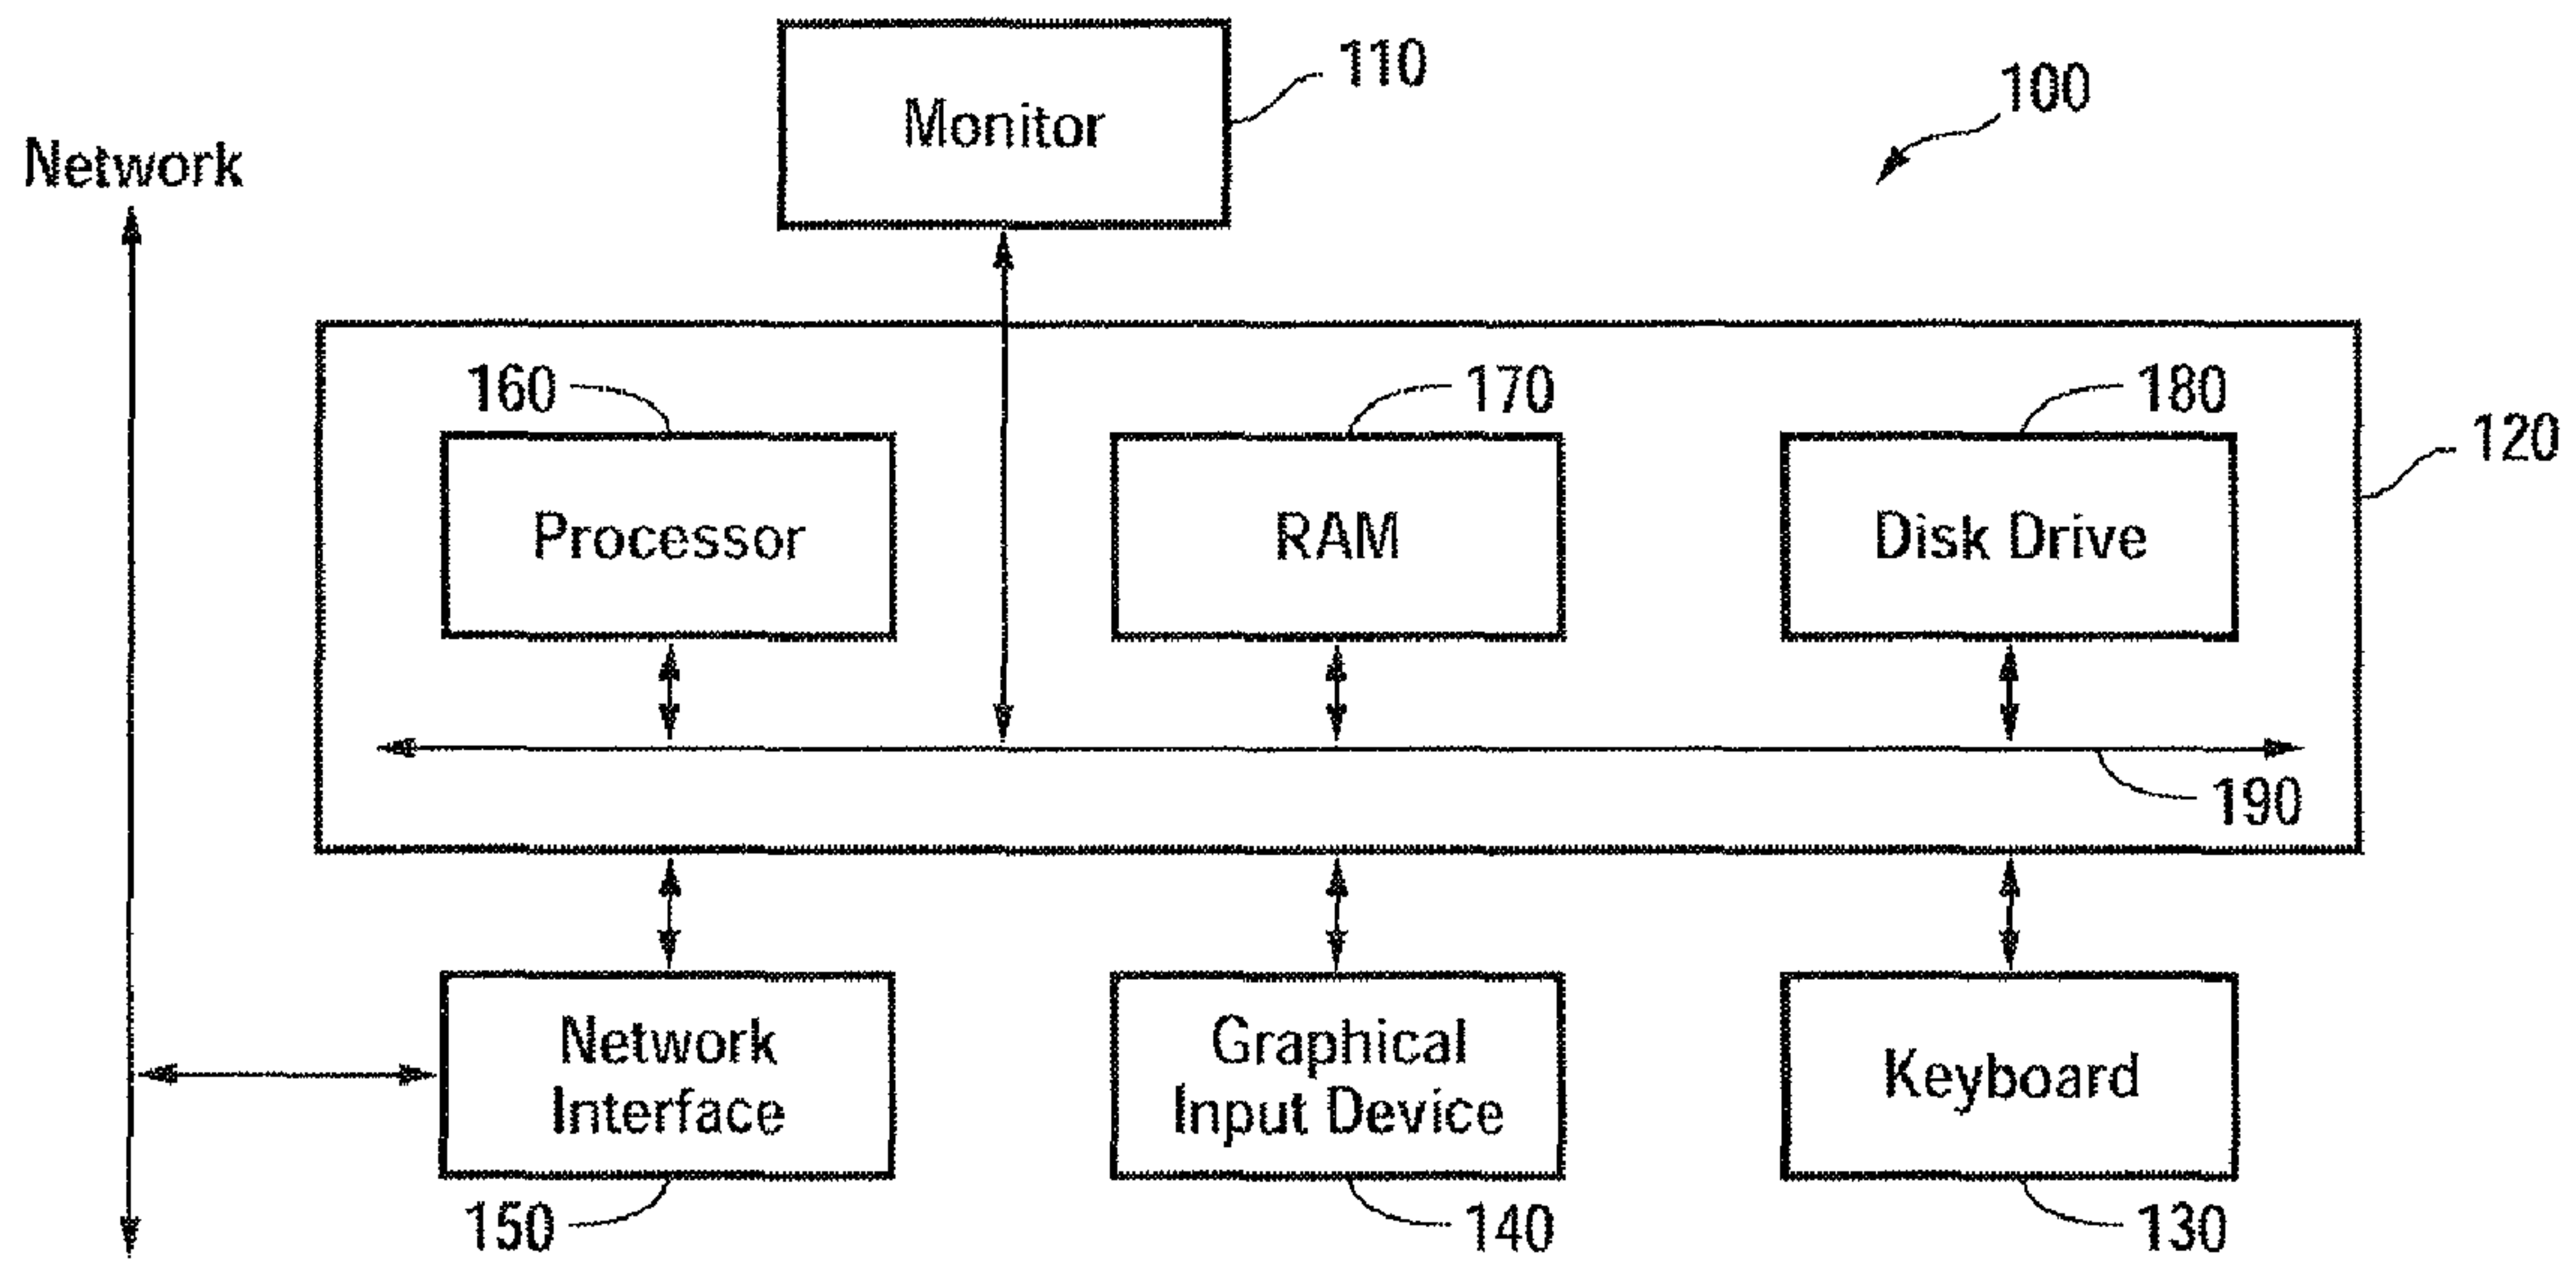 Monitor
110
100
Network
160
170
180
120
Processor
RAM
Disk Drive
190
Network
Interface
Graphical
Input Device
Keyboard
150
140
130